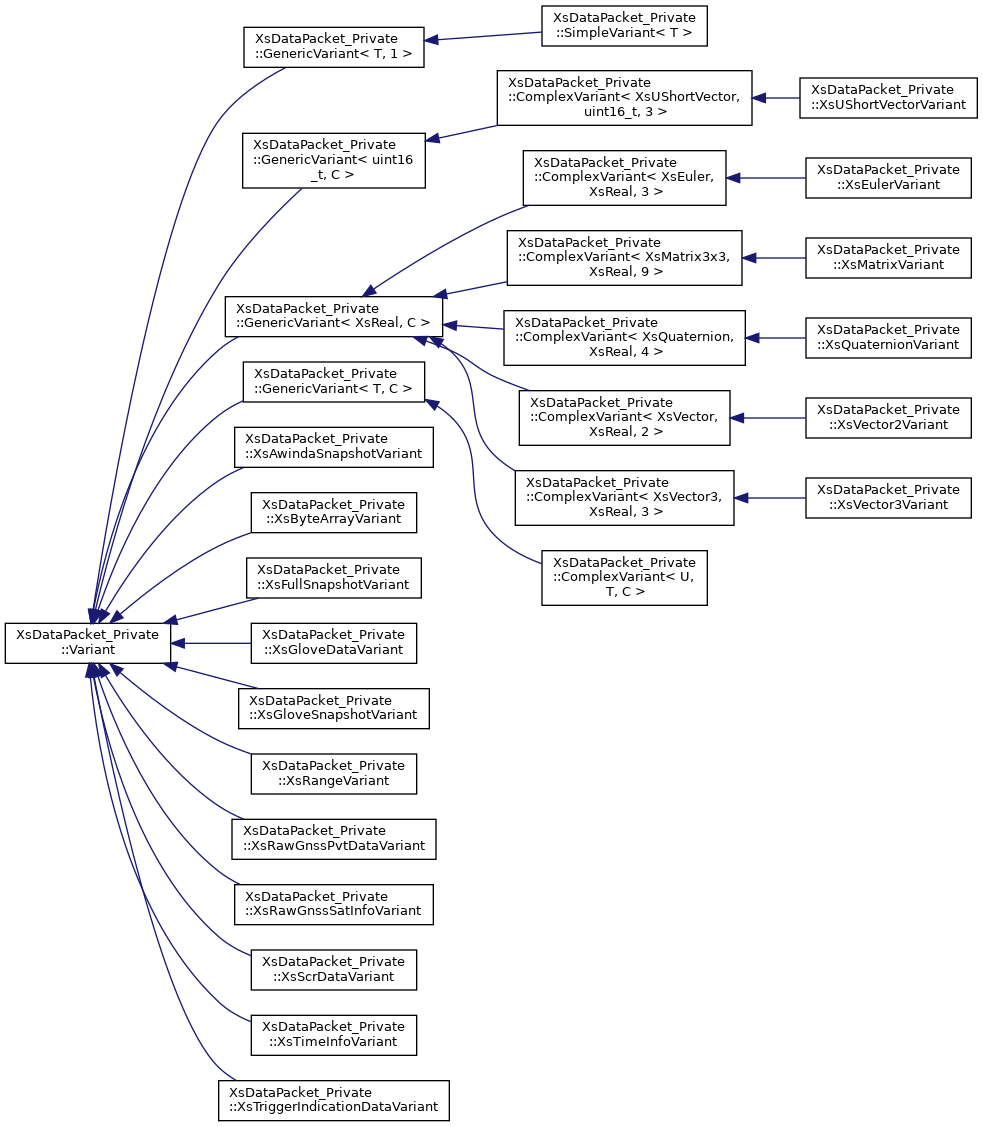 XsDataPacket_Private
::Variant
XsDataPacket_Private
::GenericVariant< T, 1 >
XsDataPacket_Private
::SimpleVariant< T >
XsDataPacket_Private
::GenericVariant< uint16
_t, C >
XsDataPacket_Private
::ComplexVariant< XsUShortVector,
uint16_t, 3 >
XsDataPacket_Private
::XsUShortVectorVariant
XsDataPacket_Private
::GenericVariant< XsReal, C >
XsDataPacket_Private
::ComplexVariant< XsEuler,
XsReal, 3 >
XsDataPacket_Private
::XsEulerVariant
XsDataPacket_Private
::ComplexVariant< XsMatrix3x3,
XsReal, 9 >
XsDataPacket_Private
::XsMatrixVariant
XsDataPacket_Private
::ComplexVariant< XsQuaternion,
XsReal, 4 >
XsDataPacket_Private
::XsQuaternionVariant
XsDataPacket_Private
::ComplexVariant< XsVector,
XsReal, 2 >
XsDataPacket_Private
::XsVector2Variant
XsDataPacket_Private
::ComplexVariant< XsVector3,
XsReal, 3 >
XsDataPacket_Private
::XsVector3Variant
XsDataPacket_Private
::GenericVariant< T, C >
XsDataPacket_Private
::ComplexVariant< U,
T, C >
XsDataPacket_Private
::XsAwindaSnapshotVariant
XsDataPacket_Private
::XsByteArrayVariant
XsDataPacket_Private
::XsFullSnapshotVariant
XsDataPacket_Private
::XsGloveDataVariant
XsDataPacket_Private
::XsGloveSnapshotVariant
XsDataPacket_Private
::XsRangeVariant
XsDataPacket_Private
::XsRawGnssPvtDataVariant
XsDataPacket_Private
::XsRawGnssSatInfoVariant
XsDataPacket_Private
::XsScrDataVariant
XsDataPacket_Private
::XsTimeInfoVariant
XsDataPacket_Private
::XsTriggerIndicationDataVariant